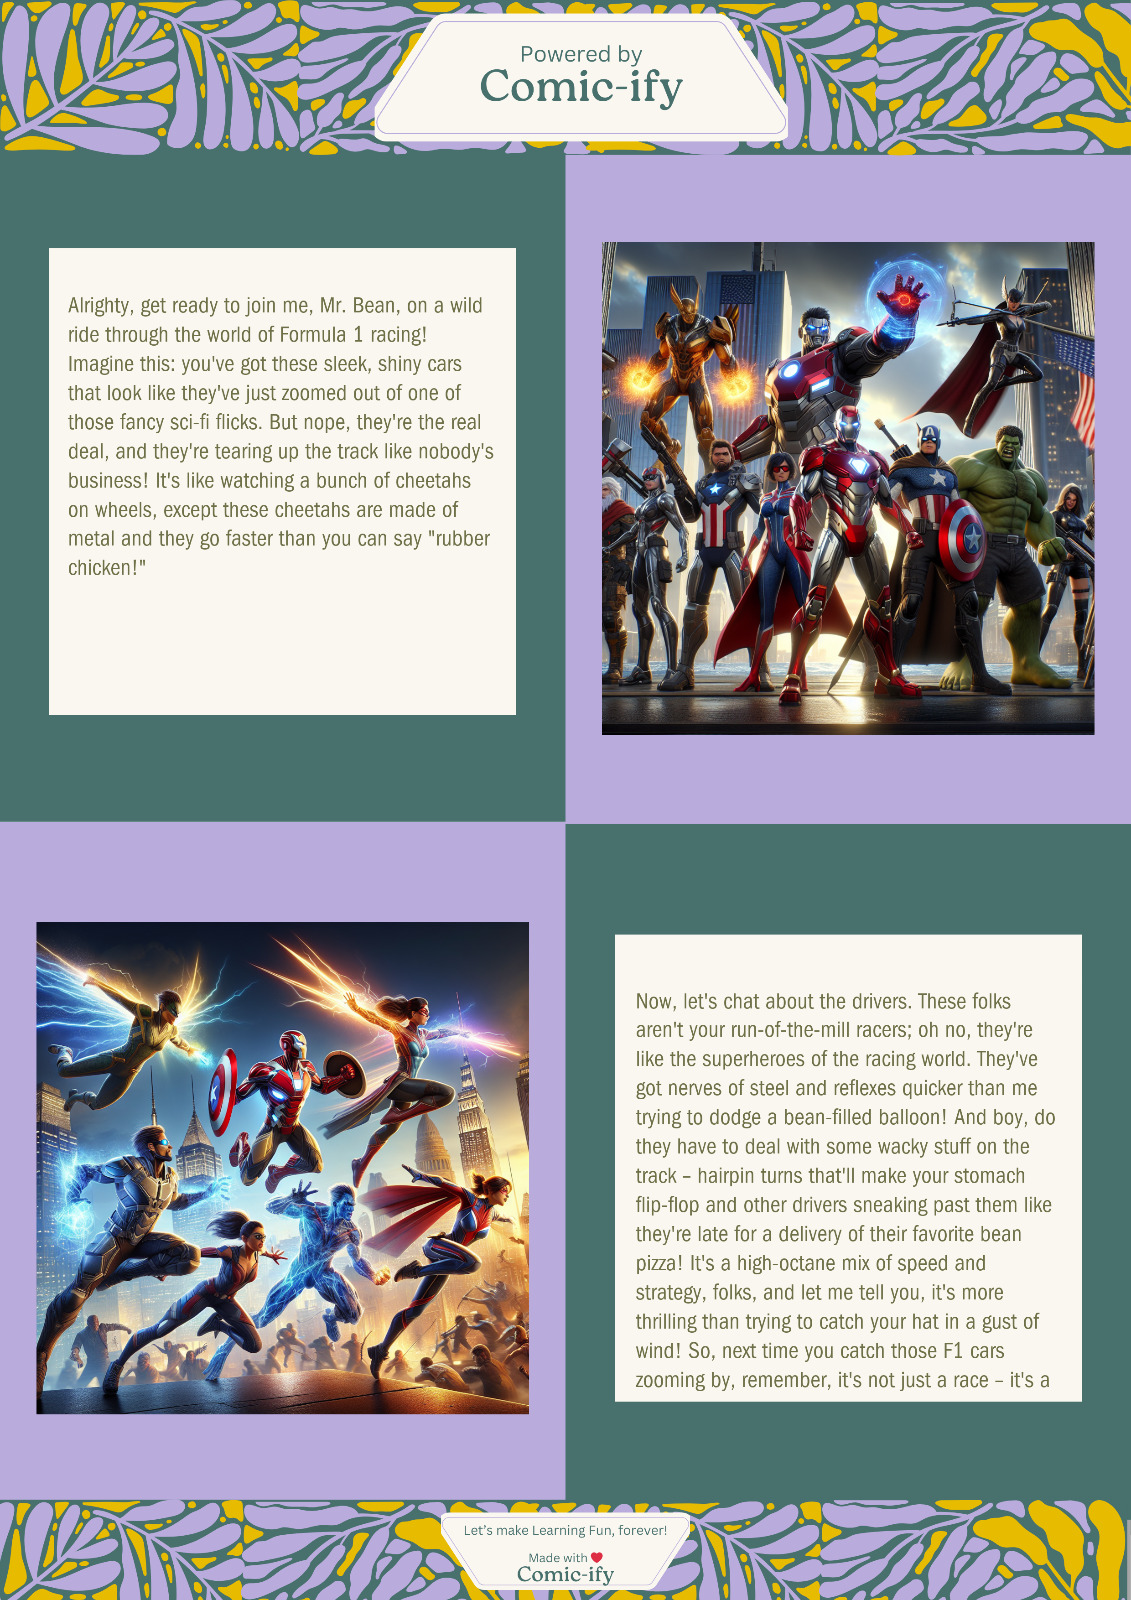 Powered by
Comic-ify
Alrighty, get ready to join me, Mr. Bean, on a wild
ride through the world of Formula 1 racing!
Imagine this: you've got these sleek, shiny cars
that look like they've just zoomed out of one of
those fancy sci-fi flicks. But nope, they're the real
deal, and they're tearing up the track like nobody's
business! It's like watching a bunch of cheetahs
on wheels, except these cheetahs are made of
metal and they go faster than you can say "rubber
chicken!"
A
Now, let's chat about the drivers. These folks
aren't your run-of-the-mill racers; oh no, they're
like the superheroes of the racing world. They've
got nerves of steel and reflexes quicker than me
trying to dodge a bean-filled balloon! And boy, do
they have to deal with some wacky stuff on the
track – hairpin turns that'll make your stomach
flip-flop and other drivers sneaking past them like
they're late for a delivery of their favorite bean
pizza! It's a high-octane mix of speed and
strategy, folks, and let me tell you, it's more
thrilling than trying to catch your hat in a gust of
wind! So, next time you catch those F1 cars
zooming by, remember, it's not just a race – it's a
Let's make Learning Fun, forever!
Made with ❤
Comic-ify